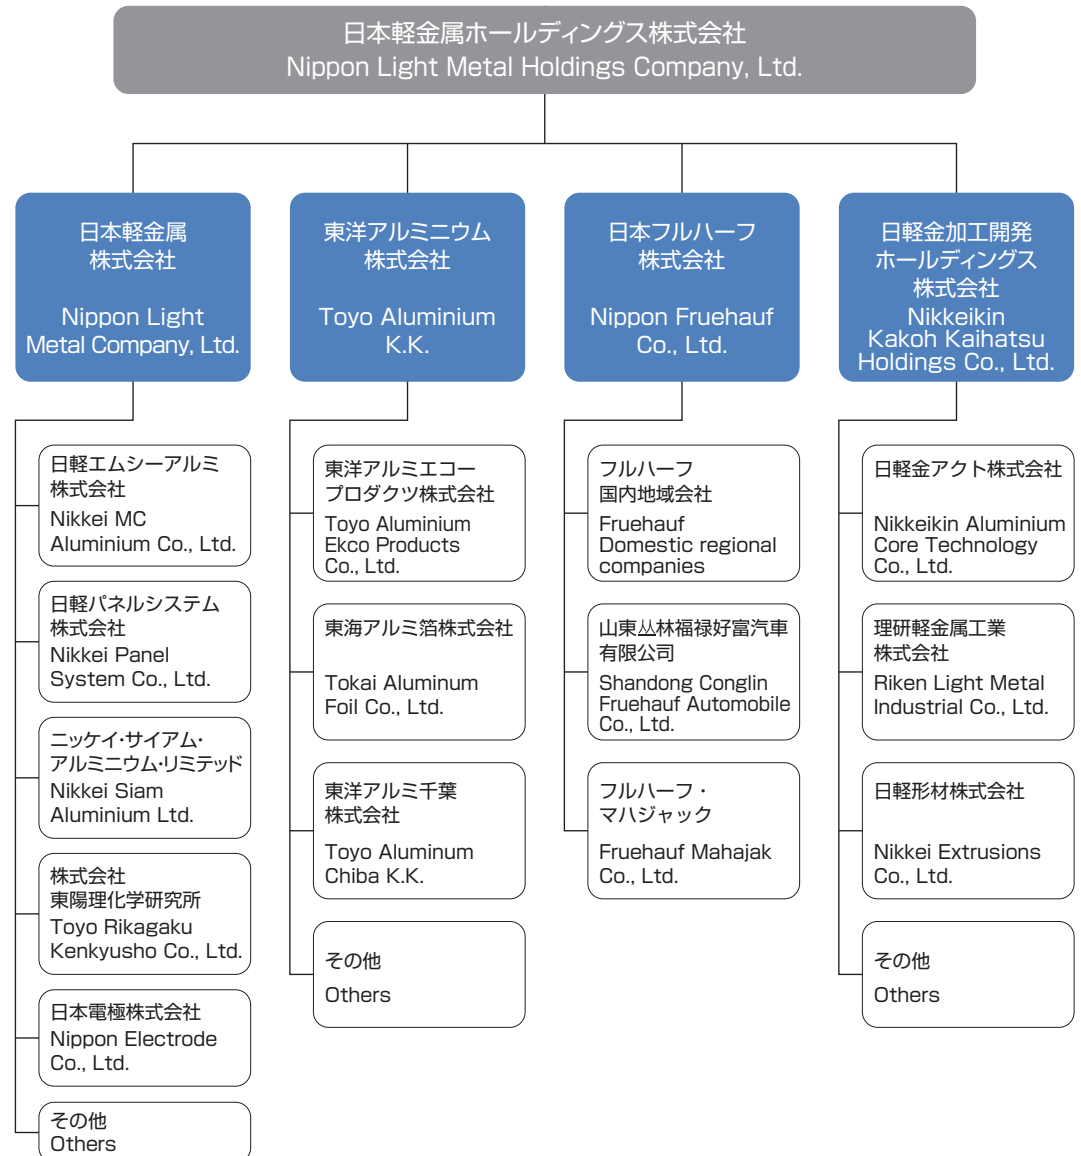 日本軽金属ホールディングス株式会社
Nippon Light Metal Holdings Company, Ltd.
日本軽金属
株式会社
Nippon Light
Metal Company, Ltd.
東洋アルミニウム
株式会社
Toyo Aluminium
K.K.
日本フルハーフ
株式会社
Nippon Fruehauf
Co., Ltd.
日軽金加工開発
ホールディングス
株式会社
Nikkeikin
Kakoh Kaihatsu
Holdings Co., Ltd.
日軽エムシーアルミ
株式会社
Nikkei MC
Aluminium Co., Ltd.
日軽パネルシステム
株式会社
Nikkei Panel
System Co., Ltd.
ニッケイ・サイアム・
アルミニウム・リミテッド
Nikkei Siam
Aluminium Ltd.
株式会社
東陽理化学研究所
Toyo Rikagaku
Kenkyusho Co., Ltd.
日本電極株式会社
Nippon Electrode
Co., Ltd.
その他
Others
東洋アルミエコー
プロダクツ株式会社
Toyo Aluminium
Ekco Products
Co., Ltd.
東海アルミ箔株式会社
Tokai Aluminum
Foil Co., Ltd.
東洋アルミ千葉
株式会社
Toyo Aluminum
Chiba K.K.
その他
Others
フルハーフ
国内地域会社
Fruehauf
Domestic regional
companies
山東丛林福禄好富汽車
有限公司
Shandong Conglin
Fruehauf Automobile
Co., Ltd.
フルハーフ・
マハジャック
Fruehauf Mahajak
Co., Ltd.
日軽金アクト株式会社
Nikkeikin Aluminium
Core Technology
Co., Ltd.
理研軽金属工業
株式会社
Riken Light Metal
Industrial Co., Ltd.
日軽形材株式会社
Nikkei Extrusions
Co., Ltd.
その他
Others